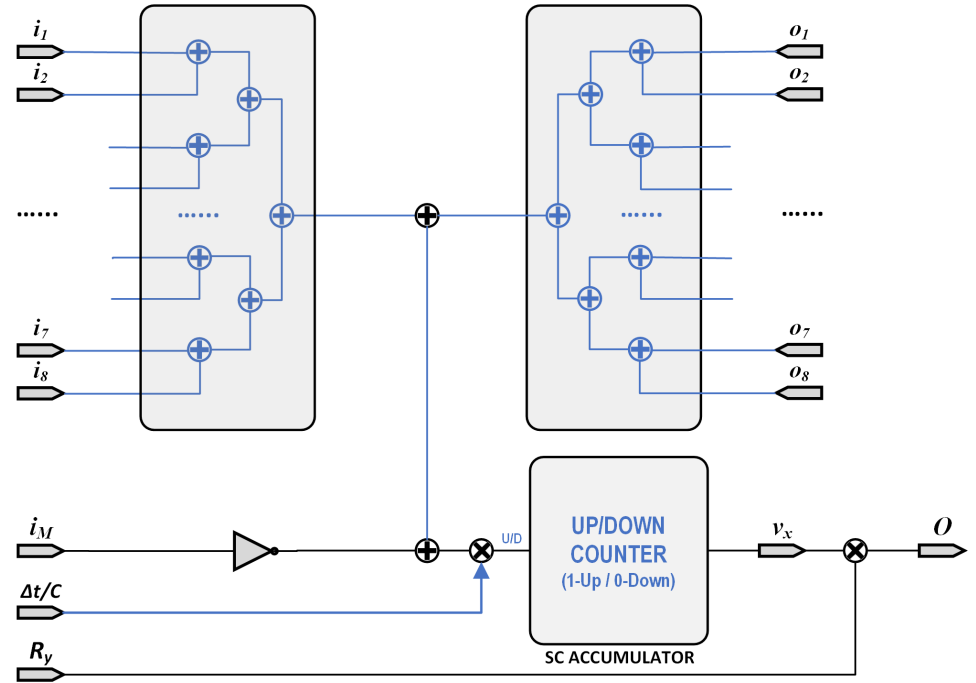 i1
o1
i2
o2
......
......
......
......
i7
o7
i8
o8
iM
U/D
UP/DOWN
COUNTER
(1-Up / 0-Down)
vx
O
Δt/C
Ry
SC ACCUMULATOR